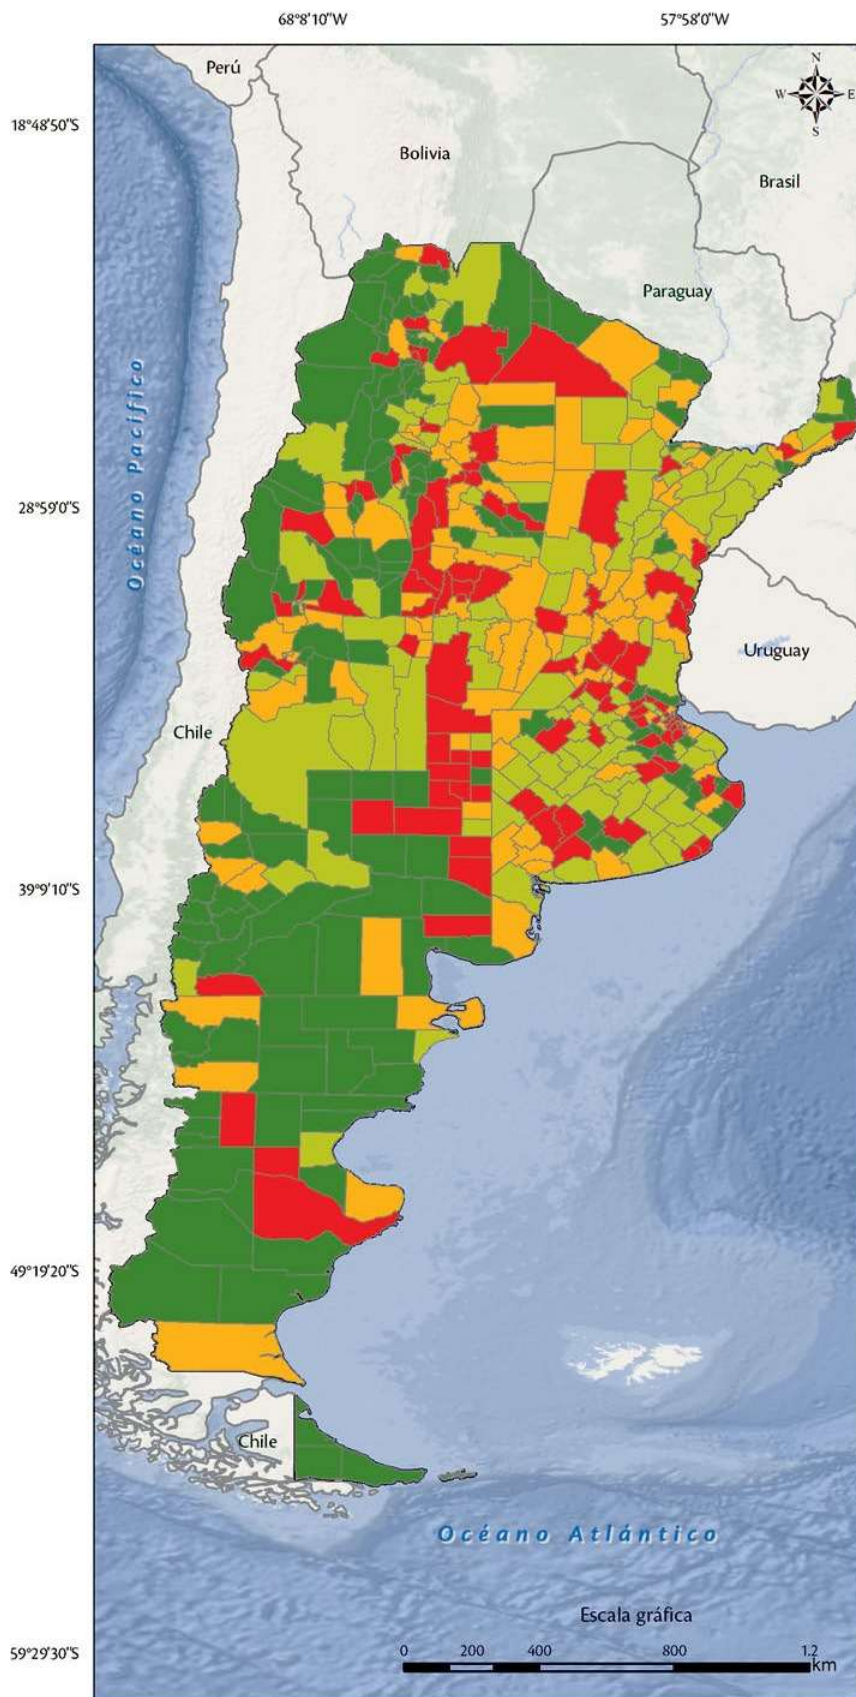 68°8'10"W 57°58'0"W
Perú
N
W E
S
18°48'50"S
Bolivia
Brasil
Paraguay
Océano Pacífico
28°59'0"S
Uruguay
Chile
39°9'10"S
49°19'20"S
Chile
Océano Atlántico
Escala gráfica
59°29'30"S
0 200 400 800 1.2
km